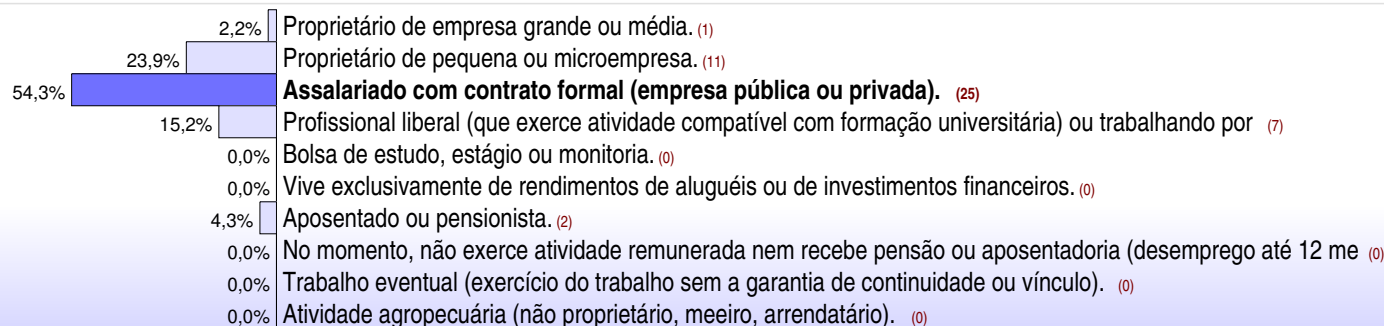 2,2% Proprietário de empresa grande ou média. (1)
23,9% Proprietário de pequena ou microempresa. (11)
54,3% Assalariado com contrato formal (empresa pública ou privada). (25)
15,2% Profissional liberal (que exerce atividade compatível com formação universitária) ou trabalhando por (7)
0,0% Bolsa de estudo, estágio ou monitoria. (0)
0,0% Vive exclusivamente de rendimentos de aluguéis ou de investimentos financeiros. (0)
4,3% Aposentado ou pensionista. (2)
0,0% No momento, não exerce atividade remunerada nem recebe pensão ou aposentadoria (desemprego até 12 me (0)
0,0% Trabalho eventual (exercício do trabalho sem a garantia de continuidade ou vínculo). (0)
0,0% Atividade agropecuária (não proprietário, meeiro, arrendatário). (0)